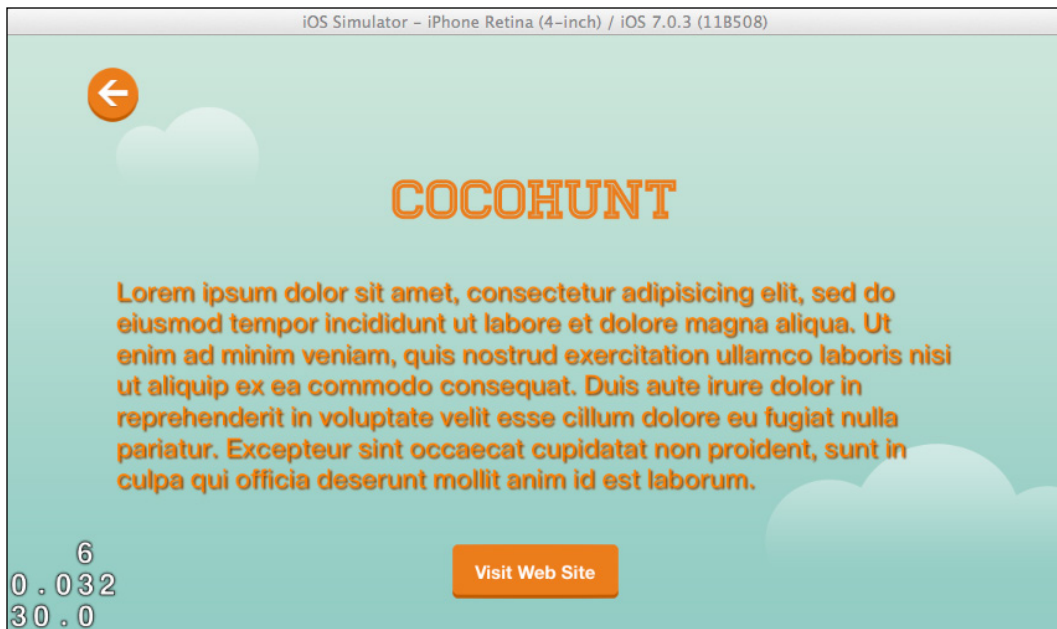 iOS Simulator - iPhone Retina (4-inch) / iOS 7.0.3 (11B508)
COCOHUNT
Lorem ipsum dolor sit amet, consectetur adipisicing elit, sed do
eiusmod tempor incididunt ut labore et dolore magna aliqua. Ut
enim ad minim veniam, quis nostrud exercitation ullamco laboris nisi
ut aliquip ex ea commodo consequat. Duis aute irure dolor in
reprehenderit in voluptate velit esse cillum dolore eu fugiat nulla
pariatur. Excepteur sint occaecat cupidatat non proident, sunt in
culpa qui officia deserunt mollit anim id est laborum.
Visit Web Site
6
0.032
30.0